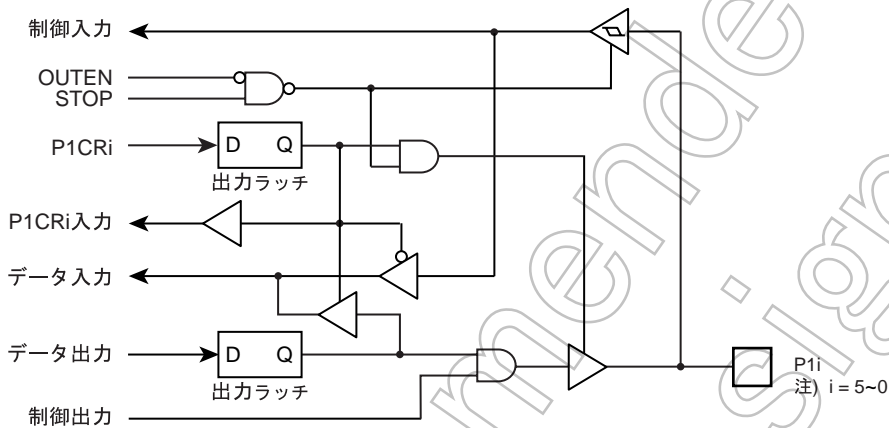 制御入力
OUTEN
STOP
P1CRi
D Q
出力ラッチ
P1CRi入力
データ入力
データ出力
D Q
出力ラッチ
制御出力
P1i
注) i = 5~0
mende
sign